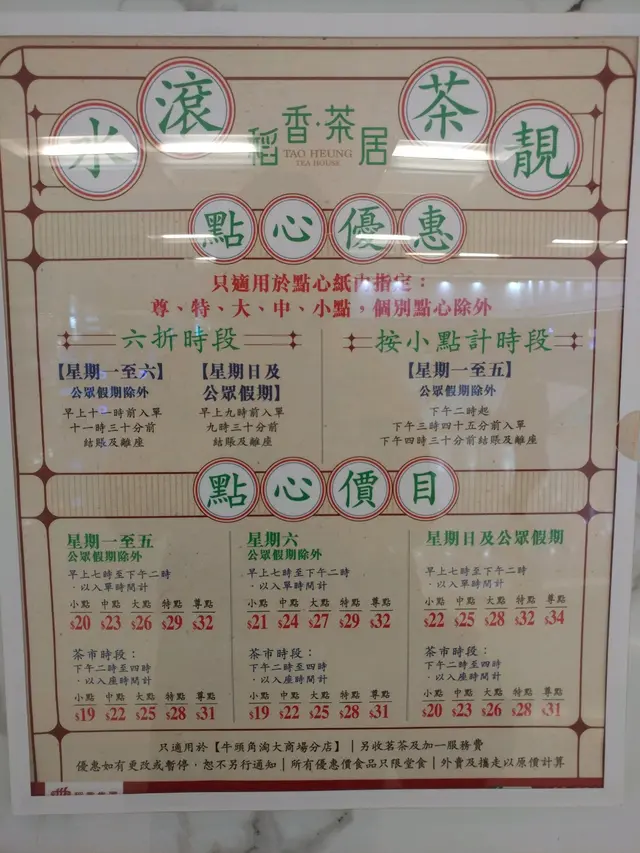 水滾茶靚
稻香·茶居
TAO HEUNG
TEA HOUSE
點心優惠
只適用於點心紙內指定：
尊、特、大、中、小點，個別點心除外
六折時段
【星期一至六】
公眾假期除外
早上十一時前入單
十一時三十分前
結賬及離座
【星期日及
公眾假期】
早上九時前入單
九時三十分前
結賬及離座
按小點計時段
【星期一至五】
公眾假期除外
下午二時起
下午三時四十五分前入單
下午四時三十分前結賬及離座
點心價目
星期一至五
公眾假期除外
早上七時至下午二時
·以入單時間計
小點 中點 大點 特點 尊點
$20 $23 $26 $29 $32
茶市時段：
下午二時至四時
·以入座時間計
小點 中點 大點 特點 尊點
$19 $22 $25 $28 $31
星期六
公眾假期除外
早上七時至下午二時
·以入單時間計
小點 中點 大點 特點 尊點
$21 $24 $27 $29 $32
茶市時段：
下午二時至四時
·以入座時間計
小點 中點 大點 特點 尊點
$19 $22 $25 $28 $31
星期日及公眾假期
早上七時至下午二時
·以入單時間計
小點 中點 大點 特點 尊點
$22 $25 $28 $32 $34
茶市時段：
下午二時至四時
·以入座時間計
小點 中點 大點 特點 尊點
$20 $23 $26 $28 $31
只適用於【牛頭角淘大商場分店】│另收茗茶及加一服務費
優惠如有更改或暫停，恕不另行通知│所有優惠價食品只限堂食│外賣及攜走以原價計算